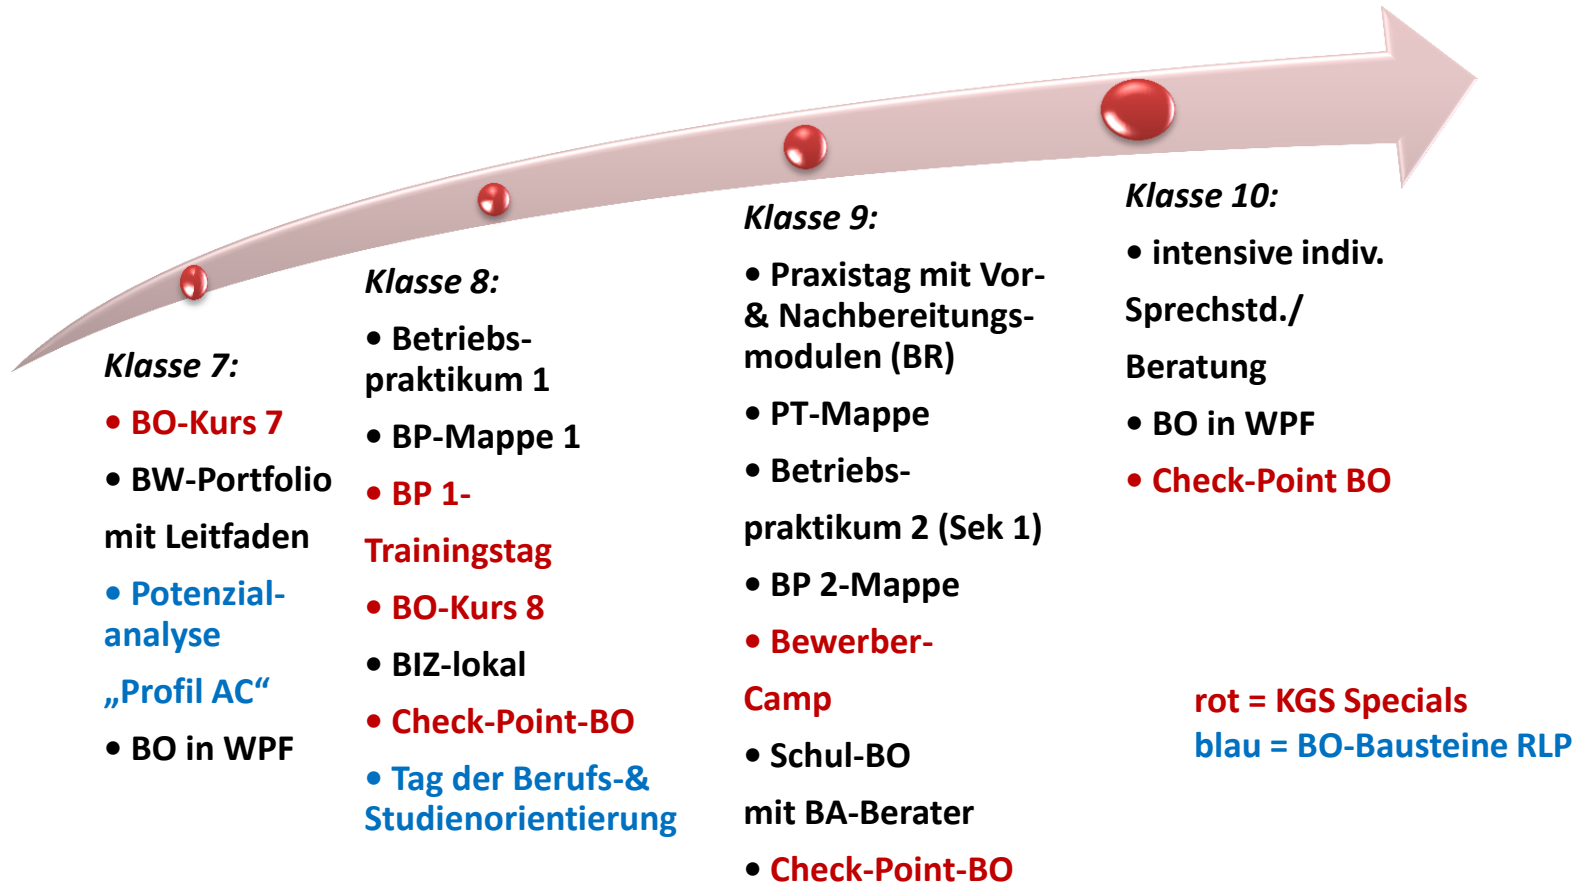 Klasse 7:
• BO-Kurs 7
• BW-Portfolio
mit Leitfaden
• Potenzial-
analyse
„Profil AC“
• BO in WPF
Klasse 8:
• Betriebs-
praktikum 1
• BP-Mappe 1
• BP 1-
Trainingstag
• BO-Kurs 8
• BIZ-lokal
• Check-Point-BO
• Tag der Berufs-&
Studienorientierung
Klasse 9:
• Praxistag mit Vor-
& Nachbereitungs-
modulen (BR)
• PT-Mappe
• Betriebs-
praktikum 2 (Sek 1)
• BP 2-Mappe
• Bewerber-
Camp
• Schul-BO
mit BA-Berater
• Check-Point-BO
Klasse 10:
• intensive indiv.
Sprechstd./
Beratung
• BO in WPF
• Check-Point BO
rot = KGS Specials
blau = BO-Bausteine RLP